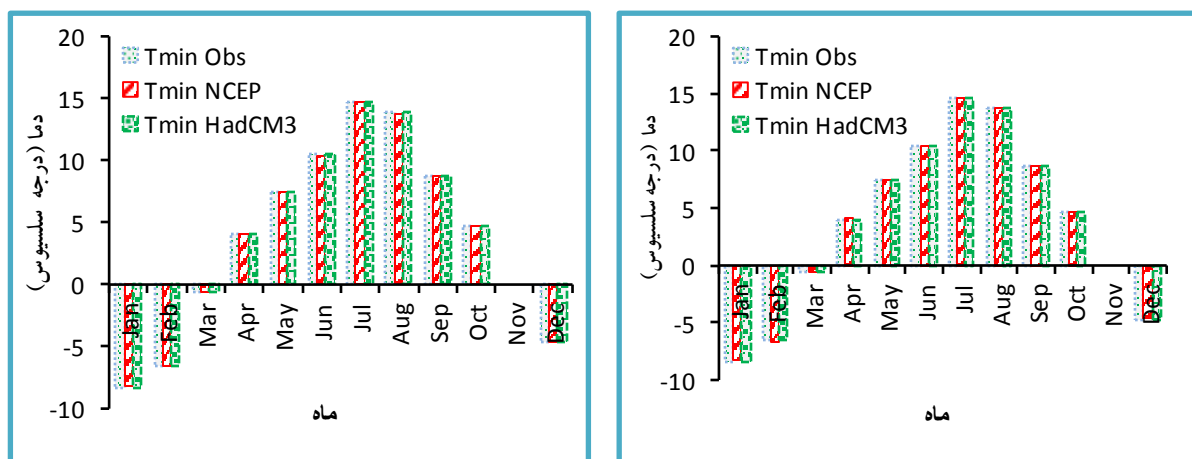 20
15
10
5
0
-5
-10
دما (درجه سلسیوس)
Tmin Obs
Tmin NCEP
Tmin HadCM3
Jan
Feb
Mar
Apr
May
Jun
Jul
Aug
Sep
Oct
Nov
Dec
ماه
20
15
10
5
0
-5
-10
دما (درجه سلسیوس)
Tmin Obs
Tmin NCEP
Tmin HadCM3
Jan
Feb
Mar
Apr
May
Jun
Jul
Aug
Sep
Oct
Nov
Dec
ماه